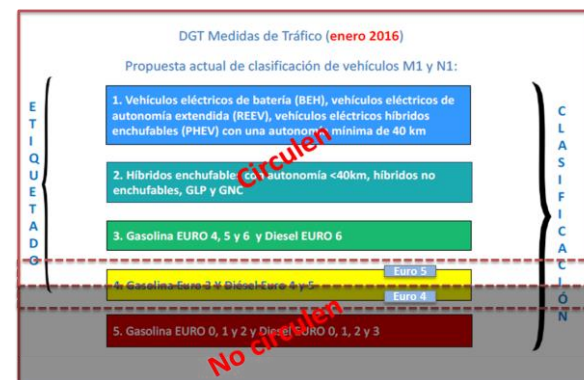 DGT Medidas de Tráfico (enero 2016)
Propuesta actual de clasificación de vehículos M1 y N1:
ETIQUETADO
1. Vehículos eléctricos de batería (BEH), vehículos eléctricos de
autonomía extendida (REEV), vehículos eléctricos híbridos
enchufables (PHEV) con una autonomía mínima de 40 km
Circulen
2. Híbridos enchufables con autonomía <40km, híbridos no
enchufables, GLP y GNC
3. Gasolina EURO 4, 5 y 6 y Diesel EURO 6
Euro 5
4. Gasolina Euro 3 Y Diésel Euro 4 y 5
Euro 4
5. Gasolina EURO 0, 1 y 2 y Diesel EURO 0, 1, 2 y 3
No circulen
CLASIFICACIÓN